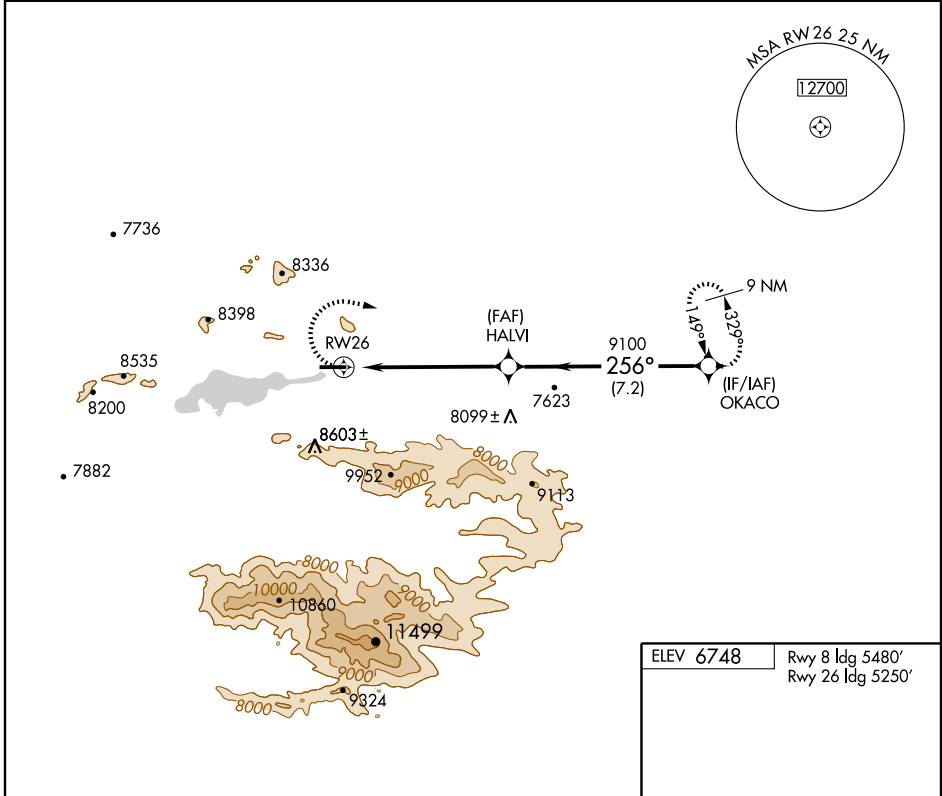 MSA RW26 25 NM
12700
7736
8336
8398
RW26
(FAF)
HALVI
9100
256°
(7.2)
9 NM
149°
329°
(IF/IAF)
OKACO
8535
8200
7623
8099±
8603±
7882
9952
9000
8000
9113
8000
10000
10860
9000
11499
9000
9324
8000
ELEV 6748
Rwy 8 ldg 5480'
Rwy 26 ldg 5250'